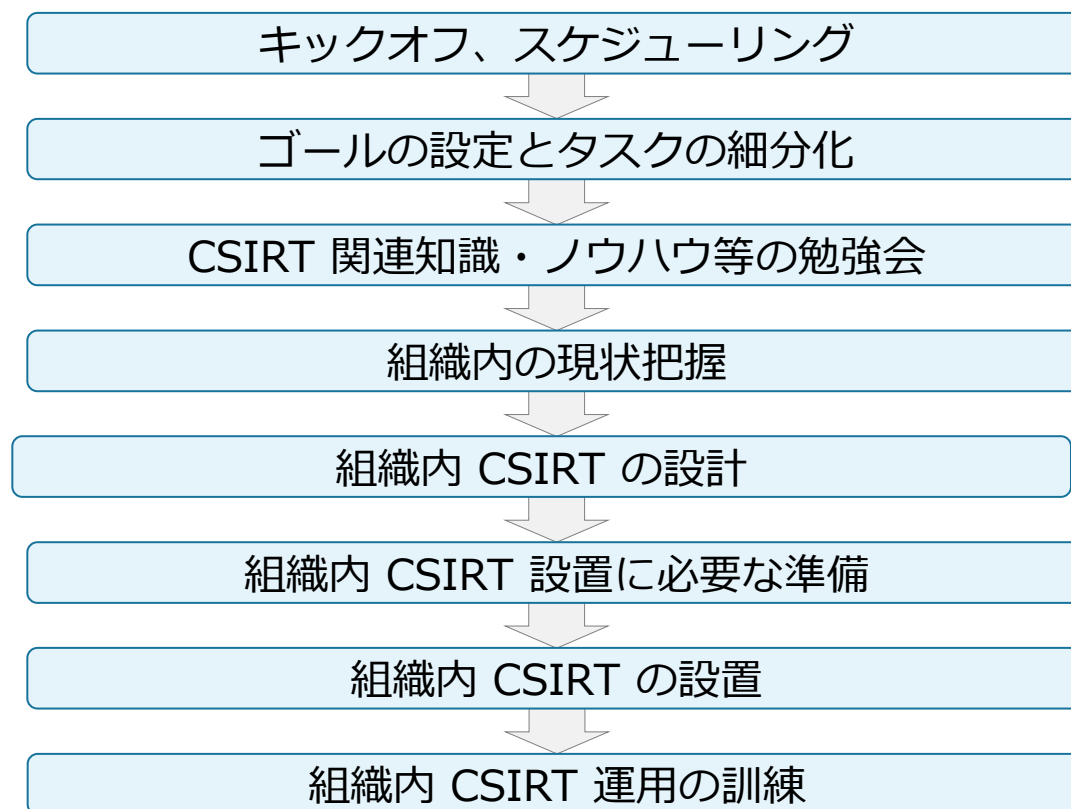 キックオフ、スケジューリング
ゴールの設定とタスクの細分化
CSIRT 関連知識・ノウハウ等の勉強会
組織内の現状把握
組織内 CSIRT の設計
組織内 CSIRT 設置に必要な準備
組織内 CSIRT の設置
組織内 CSIRT 運用の訓練